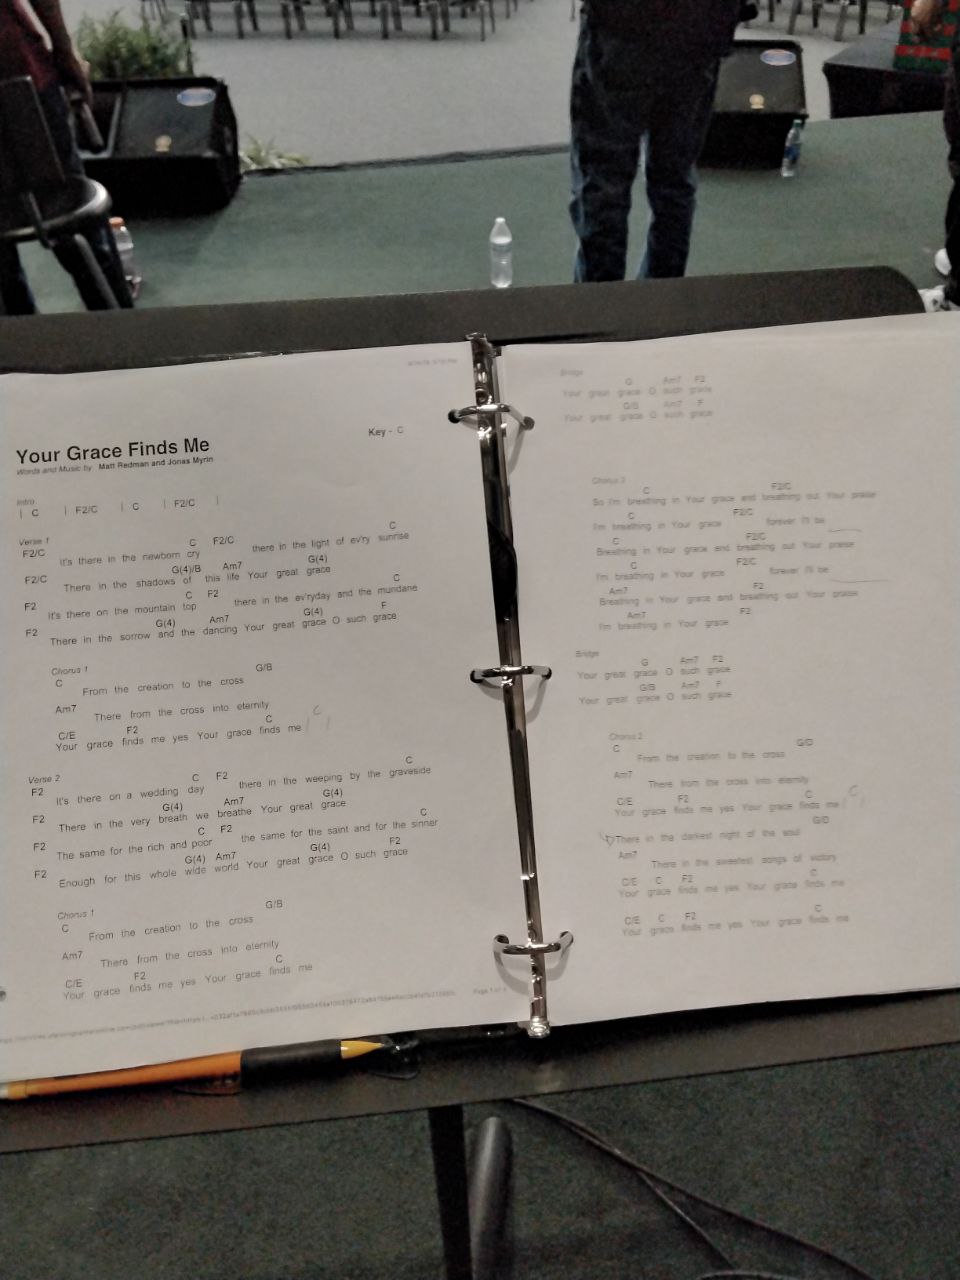 Your Grace Finds Me
Key - C
Words and Music by Matt Redman and Jonas Myrin
Intro
| C | F2/C | C | F2/C |
Verse 1
F2/C C F2/C C
It's there in the newborn cry there in the light of ev'ry sunrise
F2/C G(4)/B Am7 G(4)
There in the shadows of this life Your great grace
F2 C F2 C
It's there on the mountain top there in the ev'ryday and the mundane
F2 G(4) Am7 G(4) F
There in the sorrow and the dancing Your great grace O such grace
Chorus 1
C G/B
From the creation to the cross
Am7
There from the cross into eternity
C/E F2 C
Your grace finds me yes Your grace finds me | C |
Verse 2
F2 C F2 C
It's there on a wedding day there in the weeping by the graveside
F2 G(4) Am7 G(4)
There in the very breath we breathe Your great grace
F2 C F2 C
The same for the rich and poor the same for the saint and for the sinner
F2 G(4) Am7 G(4) F2
Enough for this whole wide world Your great grace O such grace
Chorus 1
C G/B
From the creation to the cross
Am7
There from the cross into eternity
C/E F2 C
Your grace finds me yes Your grace finds me
Bridge
G Am7 F2
Your great grace O such grace
G/B Am7 F
Your great grace O such grace
C F2/C
So I'm breathing in Your grace and breathing out Your praise
C F2/C
I'm breathing in Your grace forever I'll be
C F2/C
Breathing in Your grace and breathing out Your praise
C F2/C
I'm breathing in Your grace forever I'll be
Am7 F2
Breathing in Your grace and breathing out Your praise
Am7 F2
I'm breathing in Your grace
Bridge
G Am7 F2
Your great grace O such grace
G/B Am7 F
Your great grace O such grace
Chorus 2
C
From the creation to the cross
Am7
There from the cross into eternity
C/E F2 C
Your grace finds me yes Your grace finds me | C |
There in the darkest night of the soul
Am7
There in the sweetest songs of victory
C/E C F2 C
Your grace finds me yes Your grace finds me
C/E C F2 C
Your grace finds me yes Your grace finds me